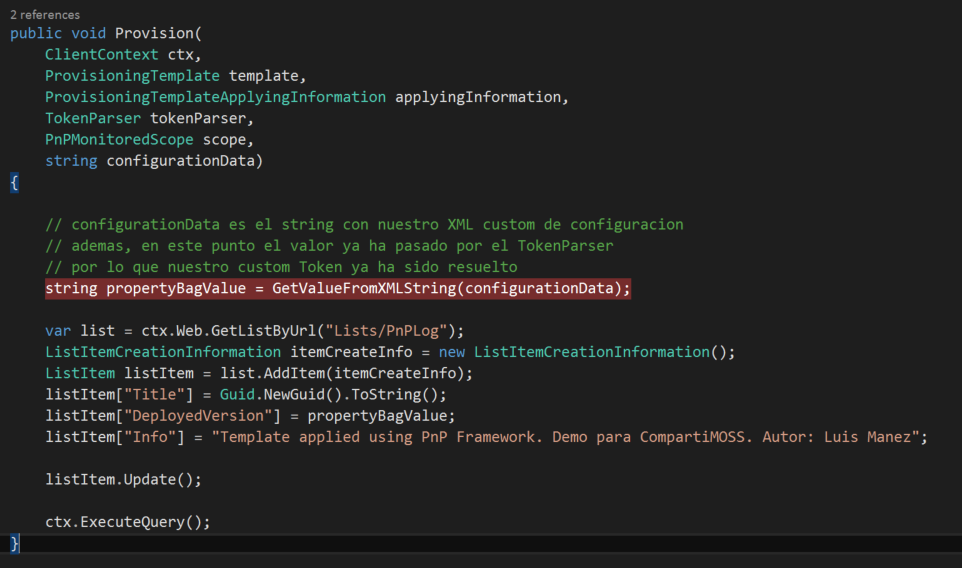 2 references
public void Provision(
    ClientContext ctx,
    ProvisioningTemplate template,
    ProvisioningTemplateApplyingInformation applyingInformation,
    TokenParser tokenParser,
    PnPMonitoredScope scope,
    string configurationData)
{
    // configurationData es el string con nuestro XML custom de configuracion
    // ademas, en este punto el valor ya ha pasado por el TokenParser
    // por lo que nuestro custom Token ya ha sido resuelto
    string propertyBagValue = GetValueFromXMLString(configurationData);
    var list = ctx.Web.GetListByUrl("Lists/PnPLog");
    ListItemCreationInformation itemCreateInfo = new ListItemCreationInformation();
    ListItem listItem = list.AddItem(itemCreateInfo);
    listItem["Title"] = Guid.NewGuid().ToString();
    listItem["DeployedVersion"] = propertyBagValue;
    listItem["Info"] = "Template applied using PnP Framework. Demo para CompartiMOSS. Autor: Luis Manez";
    listItem.Update();
    ctx.ExecuteQuery();
}